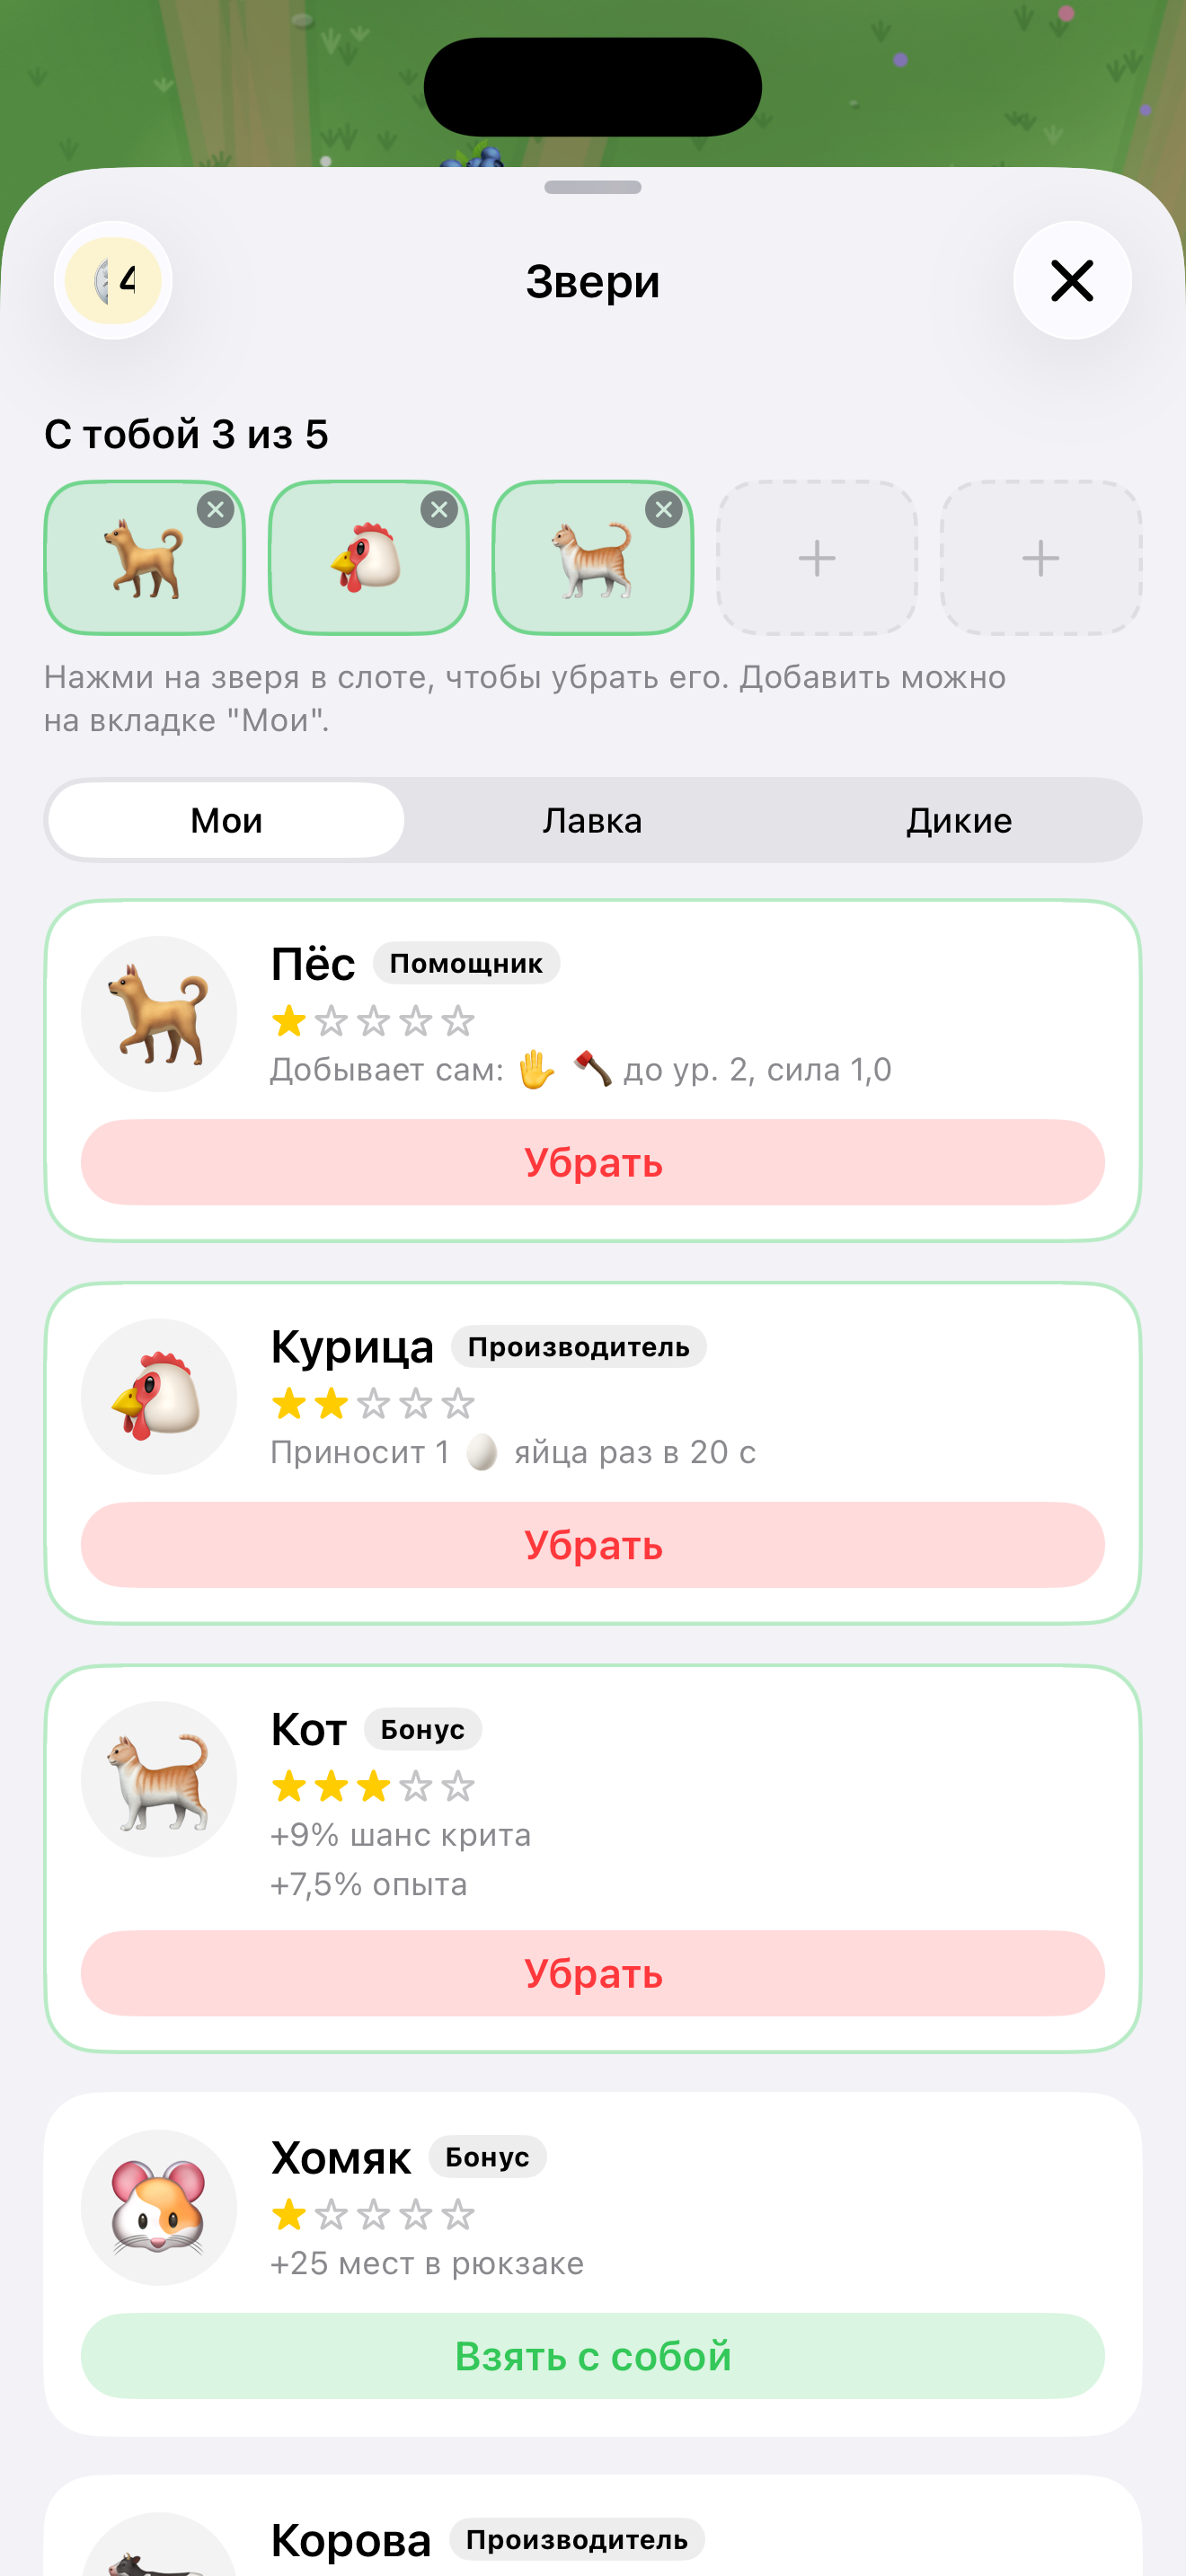 4
Звери
С тобой 3 из 5
Нажми на зверя в слоте, чтобы убрать его. Добавить можно
на вкладке "Мои".
Мои
Лавка
Дикие
Пёс
Помощник
Добывает сам: ✋ 🪓 до ур. 2, сила 1,0
Убрать
Курица
Производитель
Приносит 1 🥚 яйца раз в 20 с
Убрать
Кот
Бонус
+9% шанс крита
+7,5% опыта
Убрать
Хомяк
Бонус
+25 мест в рюкзаке
Взять с собой
Корова
Производитель